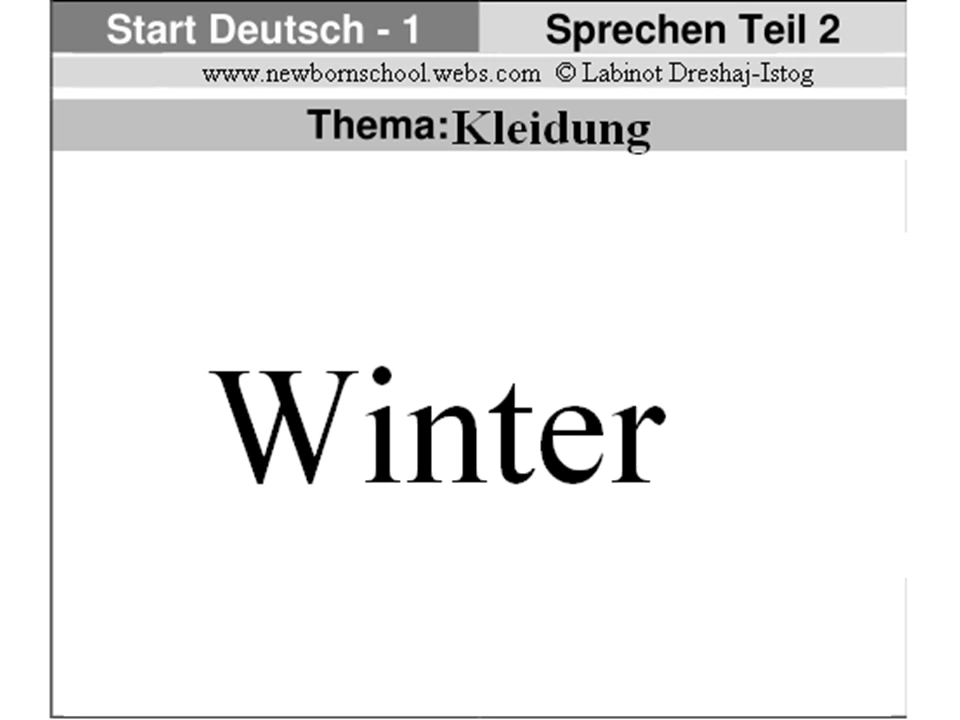 Start Deutsch - 1 Sprechen Teil 2
www.newbornschool.webs.com © Labinot Dreshaj-Istog
Thema:Kleidung
Winter